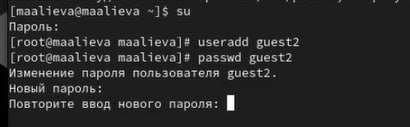 [maalieva@maalieva ~]$ su
Пароль:
[root@maalieva maalieva]# useradd guest2
[root@maalieva maalieva]# passwd guest2
Изменение пароля пользователя guest2.
Новый пароль:
Повторите ввод нового пароля: